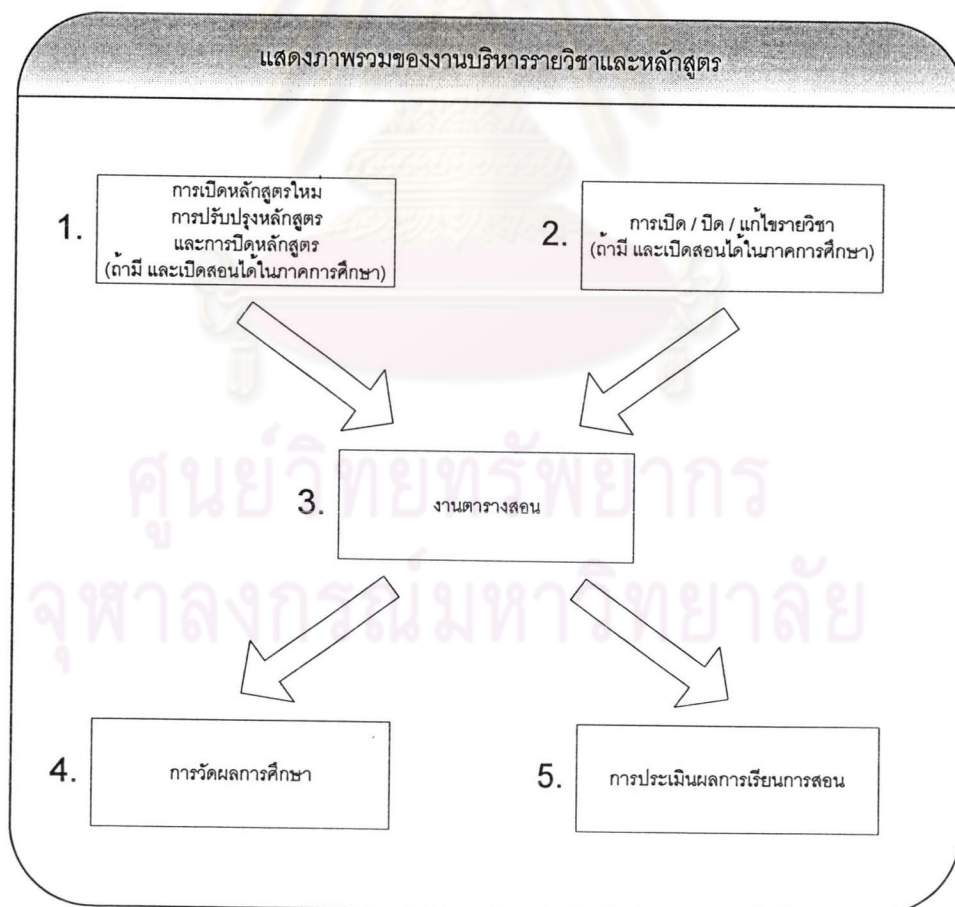 แสดงภาพรวมของงานบริหารรายวิชาและหลักสูตร
1.
การเปิดหลักสูตรใหม่
การปรับปรุงหลักสูตร
และการปิดหลักสูตร
(ถ้ามี และเปิดสอนได้ในภาคการศึกษา)
2.
การเปิด / ปิด / แก้ไขรายวิชา
(ถ้ามี และเปิดสอนได้ในภาคการศึกษา)
3.
งานตารางสอน
ศูนย์วิทยทรัพยากร
จุฬาลงกรณ์มหาวิทยาลัย
4.
การวัดผลการศึกษา
5.
การประเมินผลการเรียนการสอน